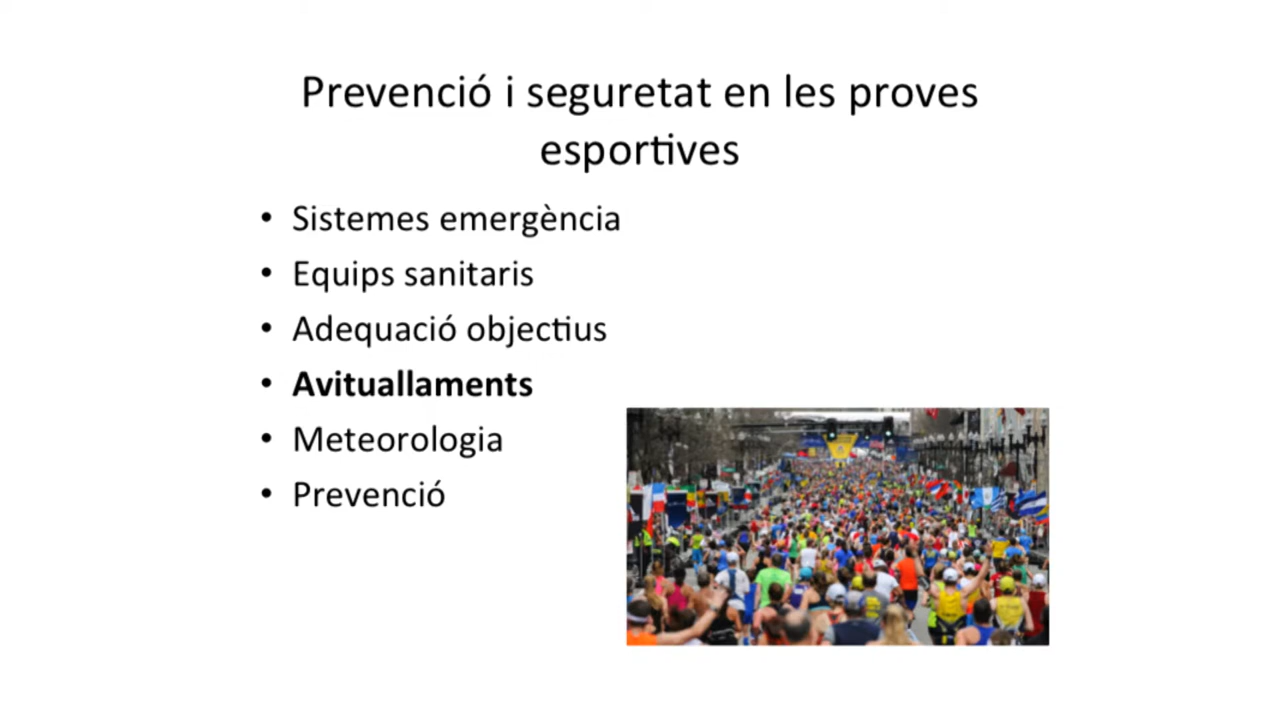 Prevenció i seguretat en les proves
esportives
• Sistemes emergència
• Equips sanitaris
• Adequació objectius
• Avituallaments
• Meteorologia
• Prevenció